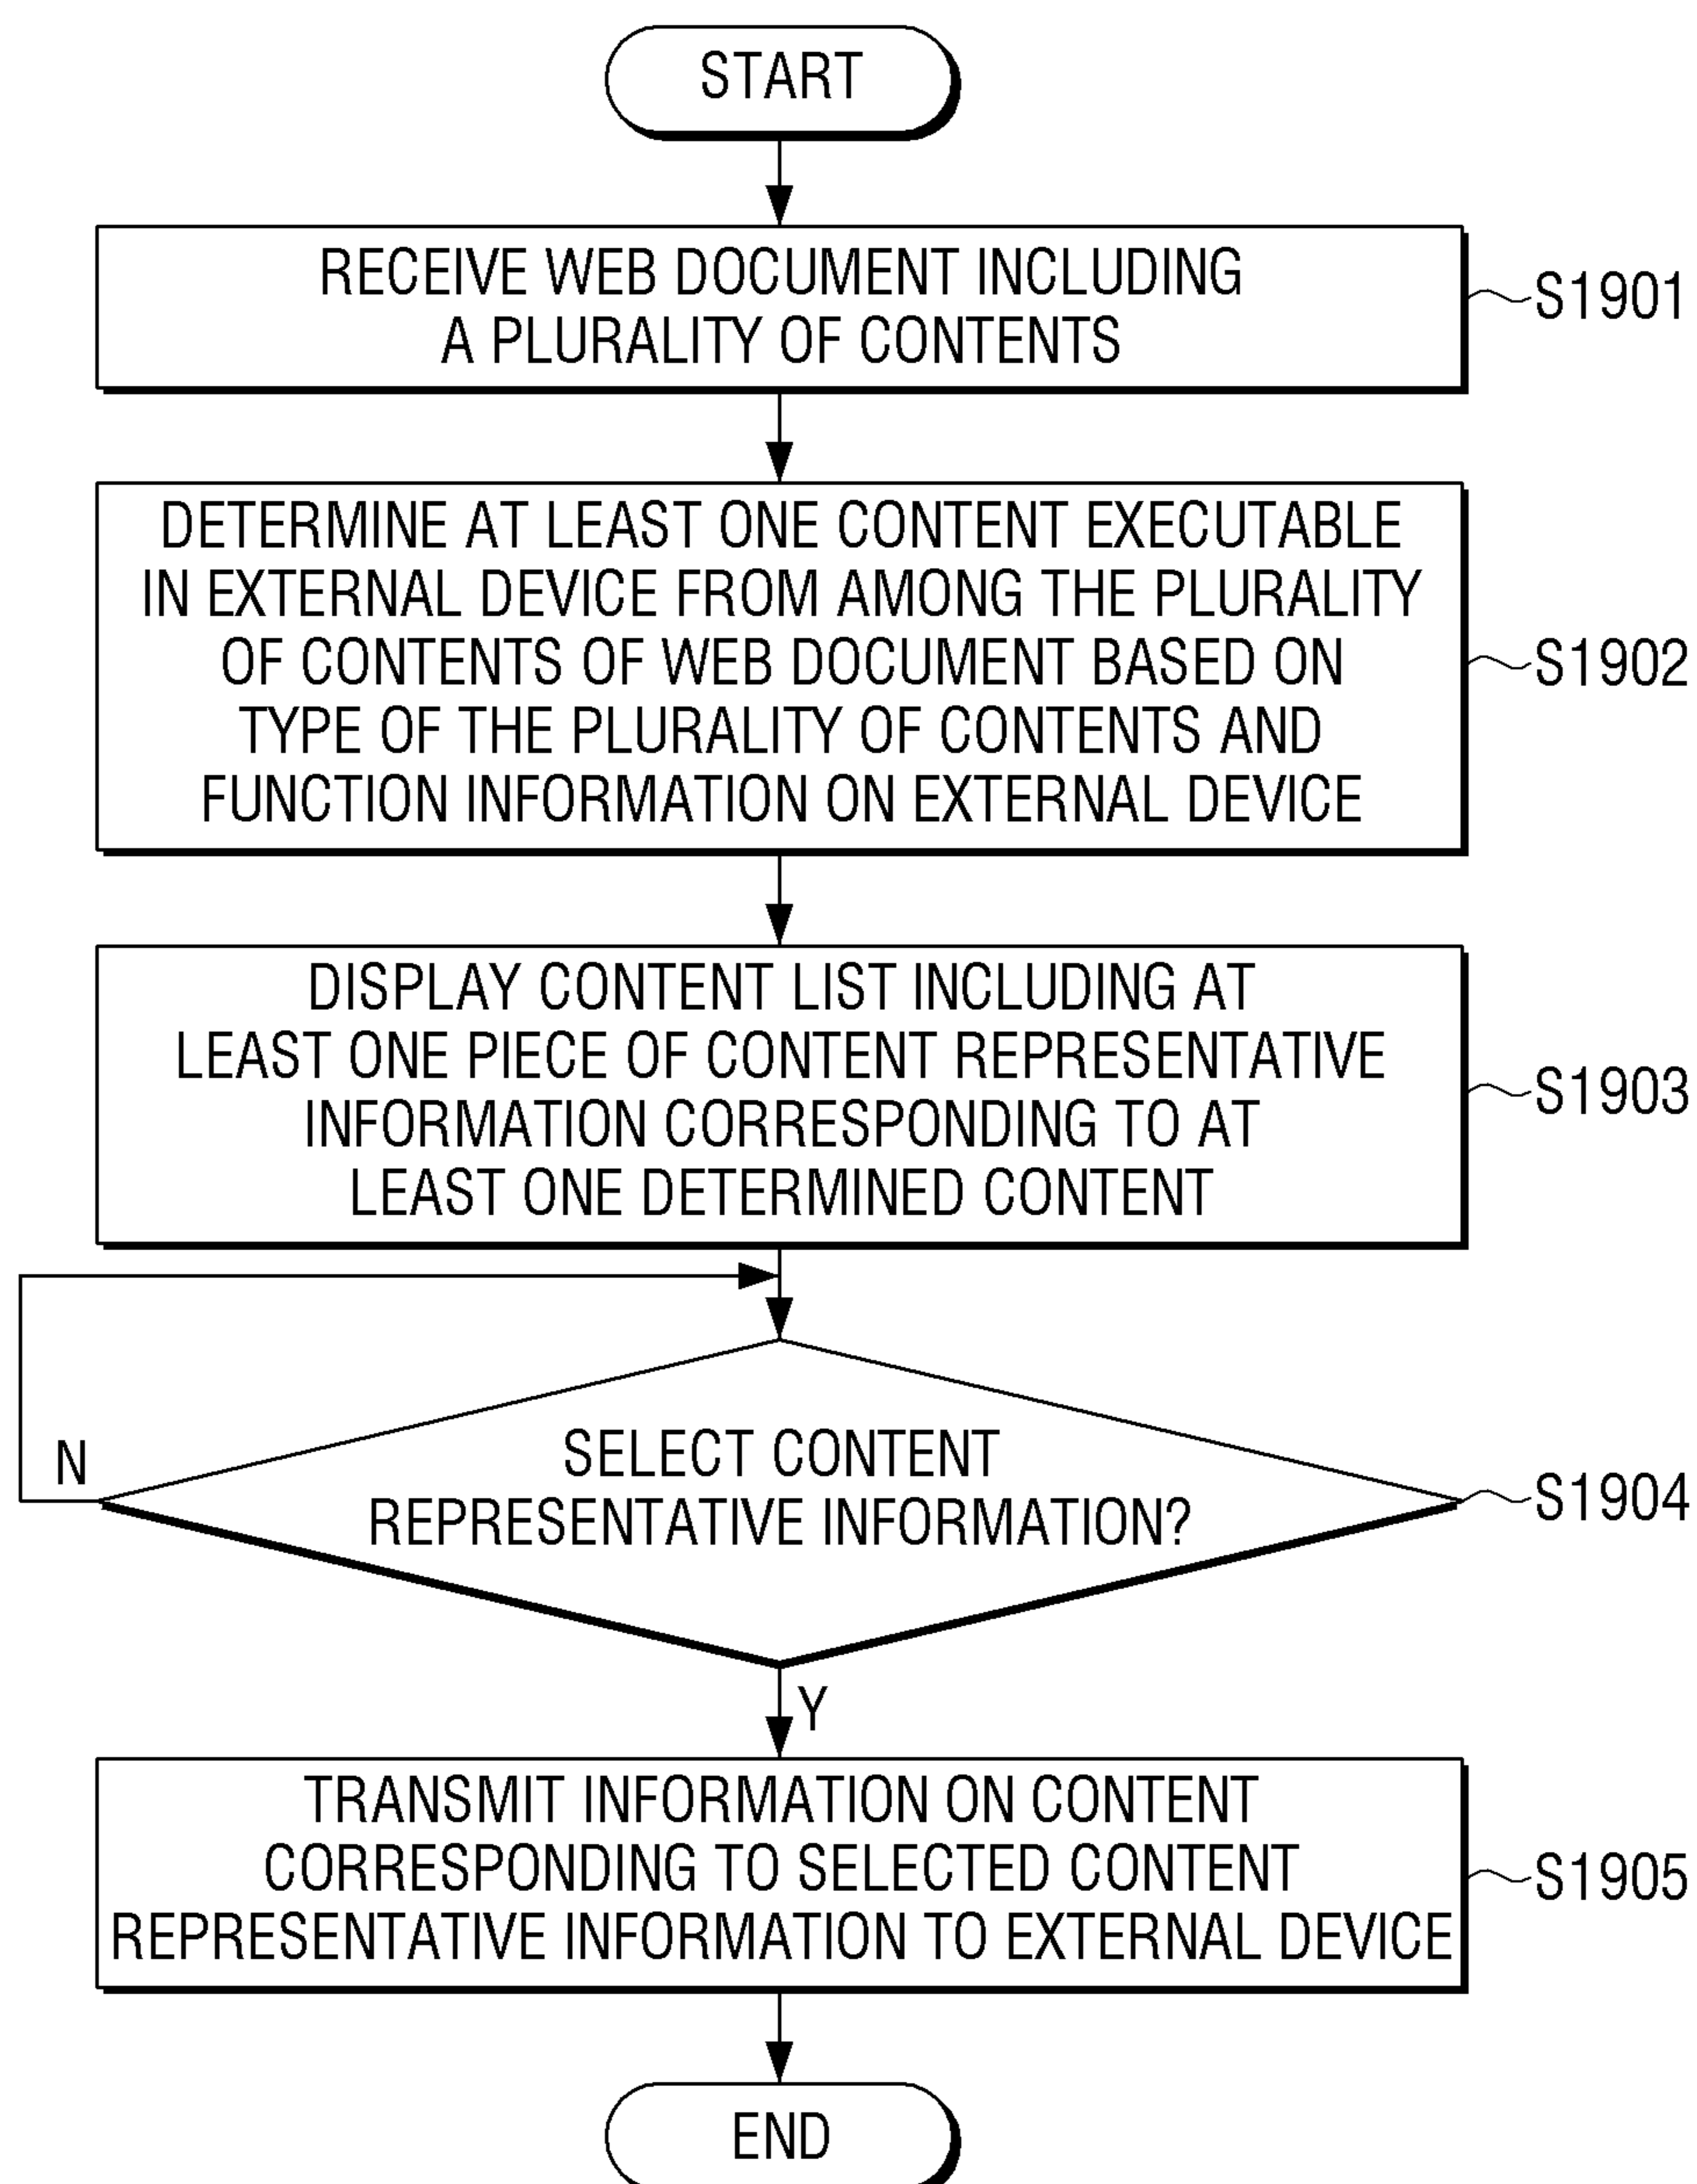 START
RECEIVE WEB DOCUMENT INCLUDING
A PLURALITY OF CONTENTS
S1901
DETERMINE AT LEAST ONE CONTENT EXECUTABLE
IN EXTERNAL DEVICE FROM AMONG THE PLURALITY
OF CONTENTS OF WEB DOCUMENT BASED ON
TYPE OF THE PLURALITY OF CONTENTS AND
FUNCTION INFORMATION ON EXTERNAL DEVICE
S1902
DISPLAY CONTENT LIST INCLUDING AT
LEAST ONE PIECE OF CONTENT REPRESENTATIVE
INFORMATION CORRESPONDING TO AT
LEAST ONE DETERMINED CONTENT
S1903
N
SELECT CONTENT
REPRESENTATIVE INFORMATION?
S1904
Y
TRANSMIT INFORMATION ON CONTENT
CORRESPONDING TO SELECTED CONTENT
REPRESENTATIVE INFORMATION TO EXTERNAL DEVICE
S1905
END